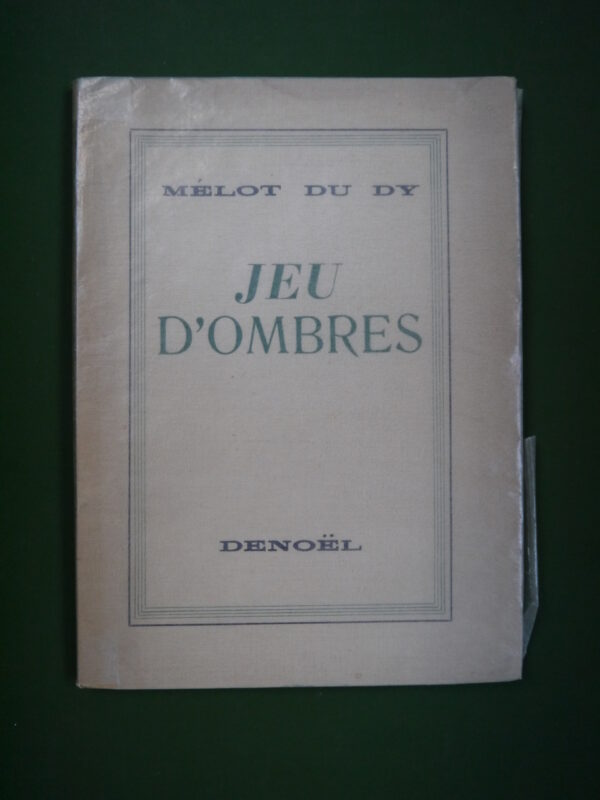 MÉLOT DU DY
JEU
D'OMBRES
DENOËL